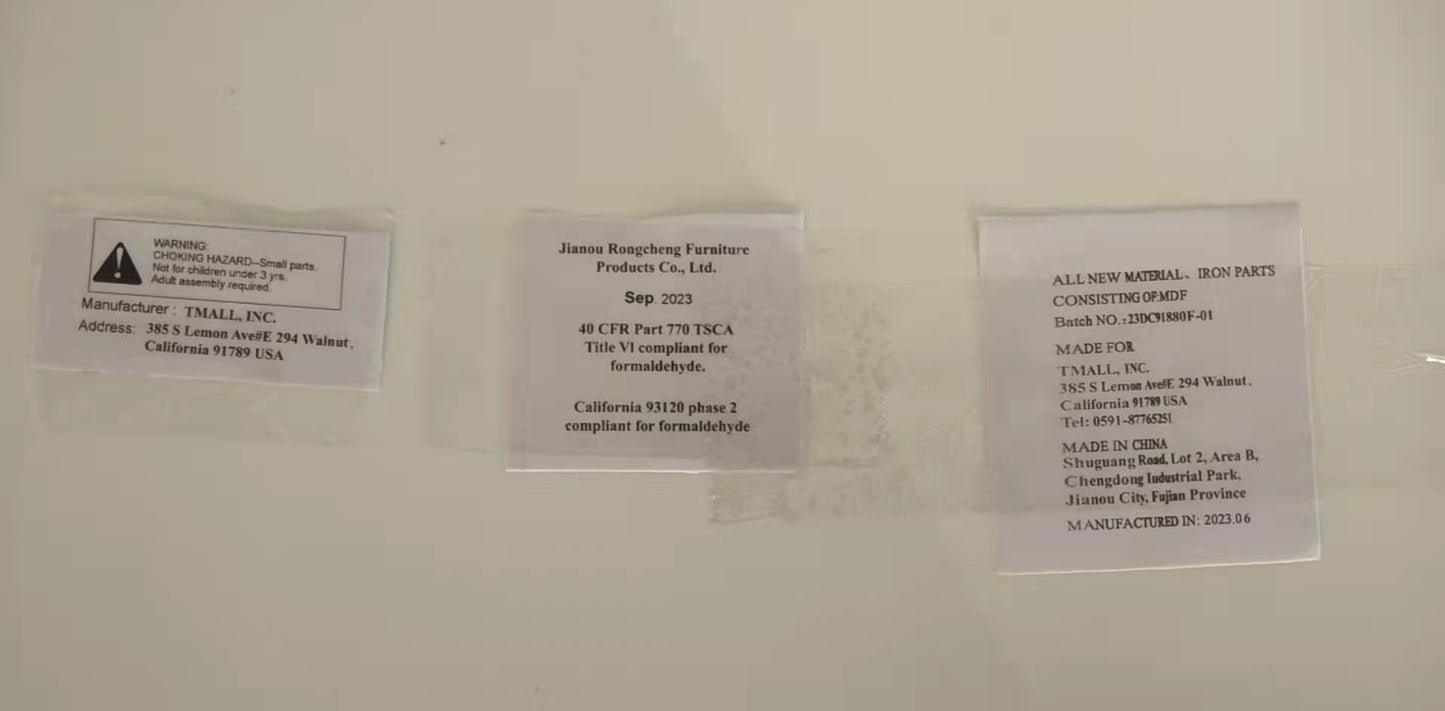 WARNING:
CHOKING HAZARD--Small parts.
Not for children under 3 yrs.
Adult assembly required.
Manufacturer : TMALL, INC.
Address: 385 S Lemon Ave#E 294 Walnut,
California 91789 USA
Jianou Rongcheng Furniture
Products Co., Ltd.
Sep. 2023
40 CFR Part 770 TSCA
Title VI compliant for
formaldehyde.
California 93120 phase 2
compliant for formaldehyde
ALL NEW MATERIAL、IRON PARTS
CONSISTING OF:MDF
Batch NO.:23DC91880F-01
MADE FOR
TMALL, INC.
385 S Lemon Ave#E 294 Walnut,
California 91789 USA
Tel: 0591-87765251
MADE IN CHINA
Shuguang Road, Lot 2, Area B,
Chengdong Industrial Park,
Jianou City, Fujian Province
MANUFACTURED IN: 2023.06